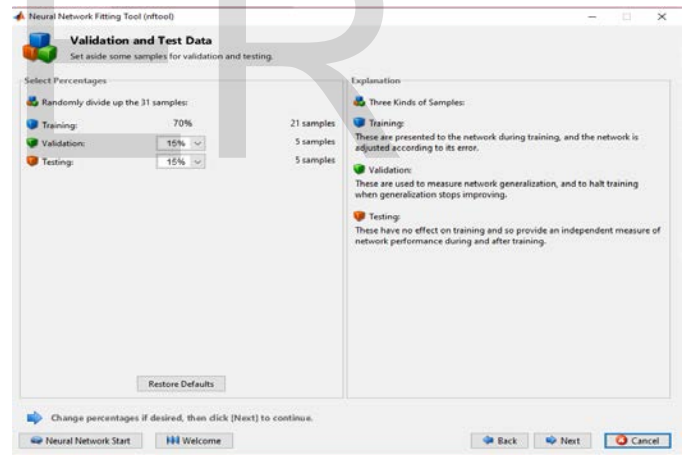 Neural Network Fitting Tool (nftool)
Validation and Test Data
Set aside some samples for validation and testing.
Select Percentages
Randomly divide up the 31 samples:
Training: 70% 21 samples
Validation: 15% 5 samples
Testing: 15% 5 samples
Restore Defaults
Explanation
Three Kinds of Samples:
Training:
These are presented to the network during training, and the network is
adjusted according to its error.
Validation:
These are used to measure network generalization, and to halt training
when generalization stops improving.
Testing:
These have no effect on training and so provide an independent measure of
network performance during and after training.
Change percentages if desired, then click [Next] to continue.
Neural Network Start Welcome Back Next Cancel